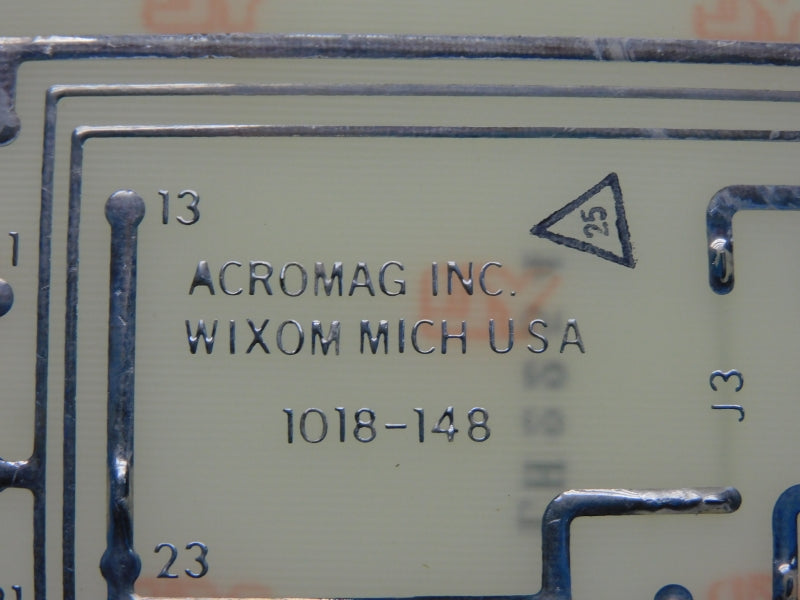 13
25
1
ACROMAG INC.
WIXOM MICH USA
J3
1018-148
23